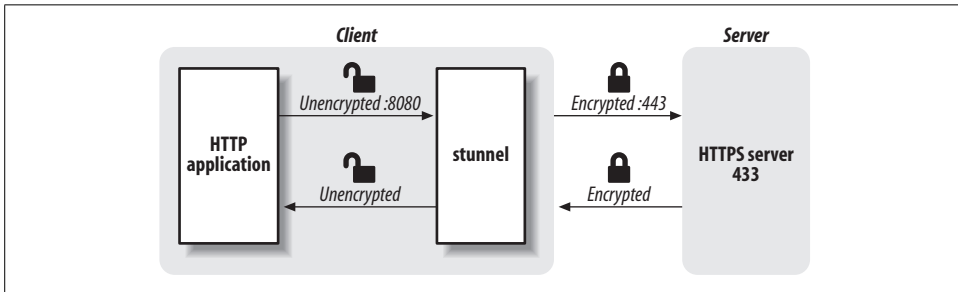 Client
Server
Unencrypted :8080
Encrypted :443
HTTP
application
stunnel
HTTPS server
433
Unencrypted
Encrypted